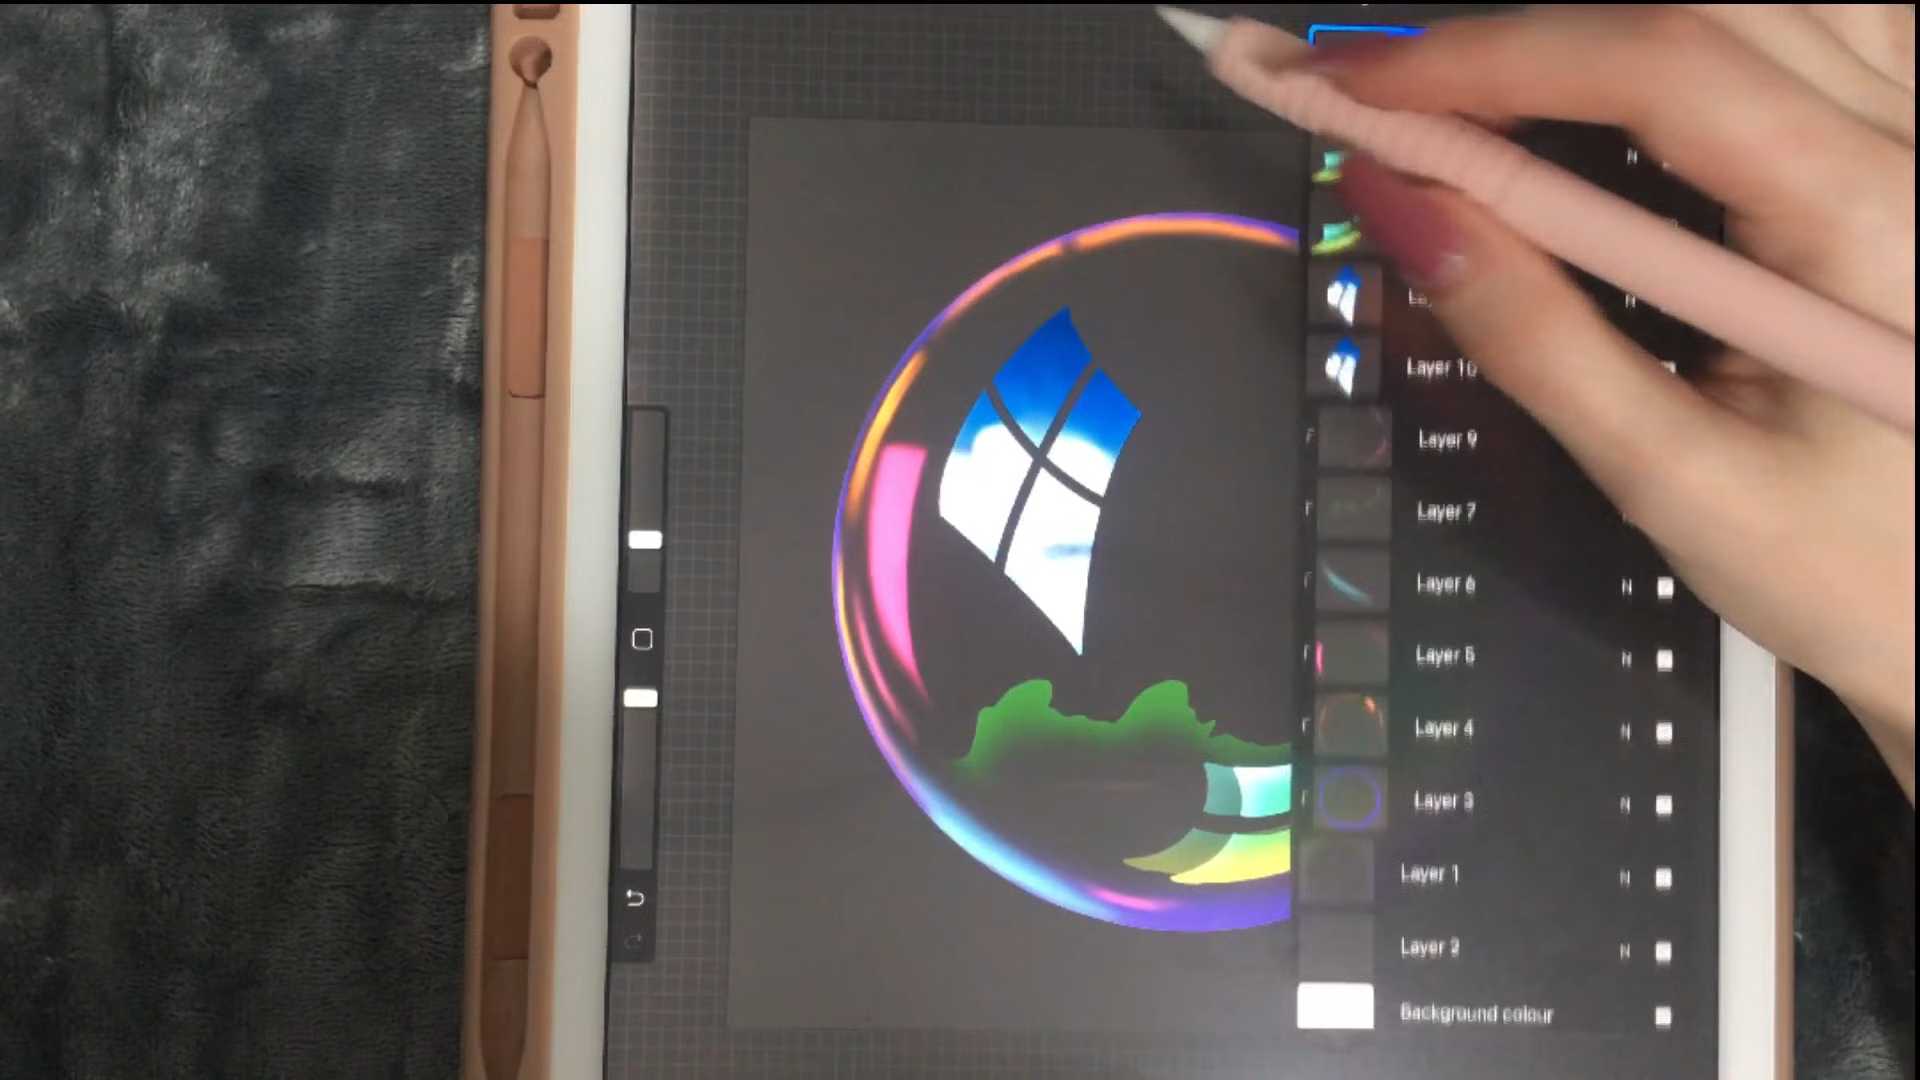 N
N
Layer 10
Layer 9
Layer 7
Layer 6 N
Layer 5 N
Layer 4 N
Layer 3 N
Layer 1 N
Layer 2 N
Background colour